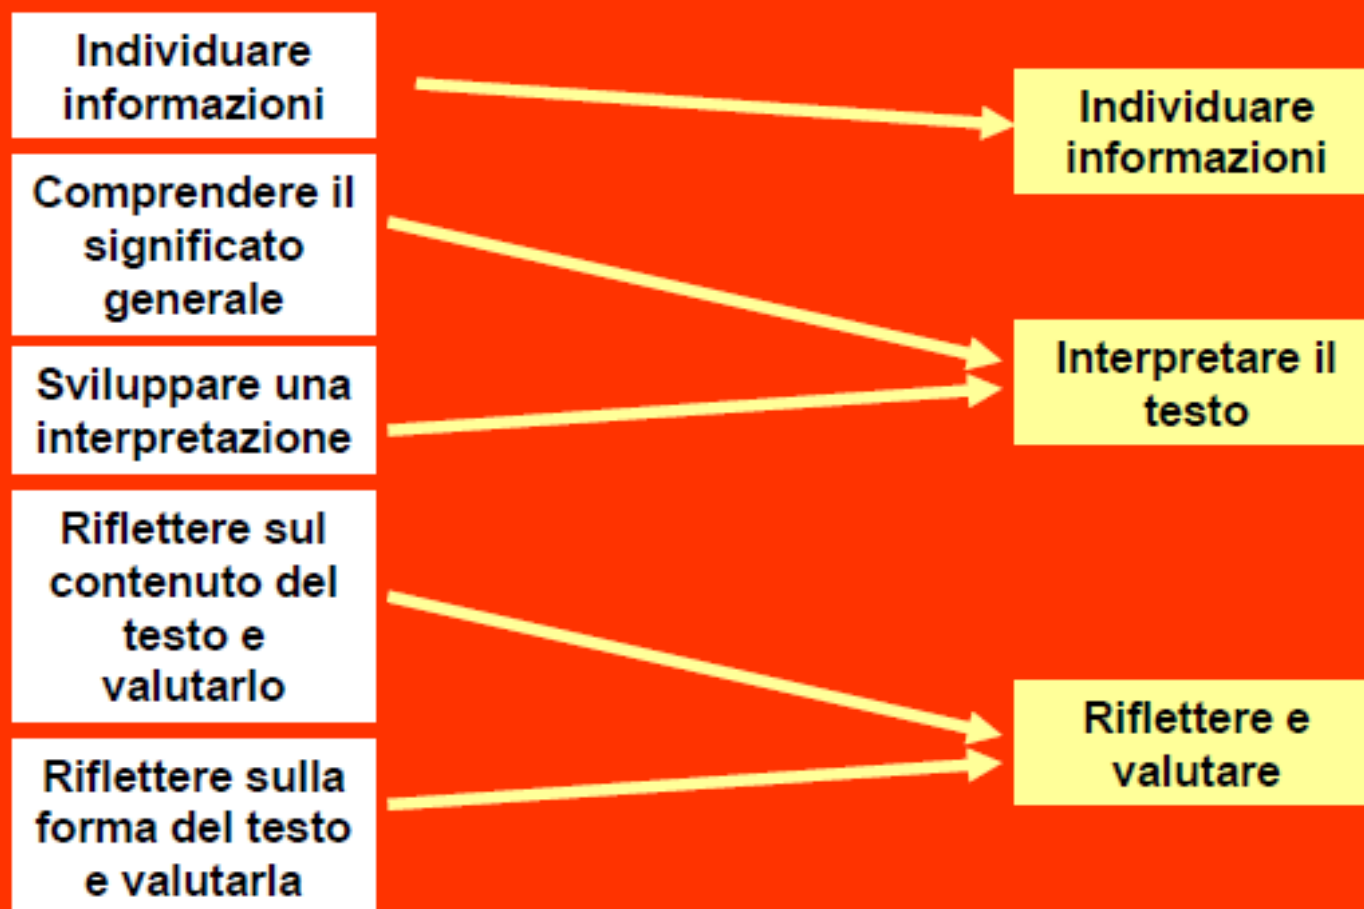 Individuare
informazioni
Comprendere il
significato
generale
Sviluppare una
interpretazione
Riflettere sul
contenuto del
testo e
valutarlo
Riflettere sulla
forma del testo
e valutarla
Individuare
informazioni
Interpretare il
testo
Riflettere e
valutare